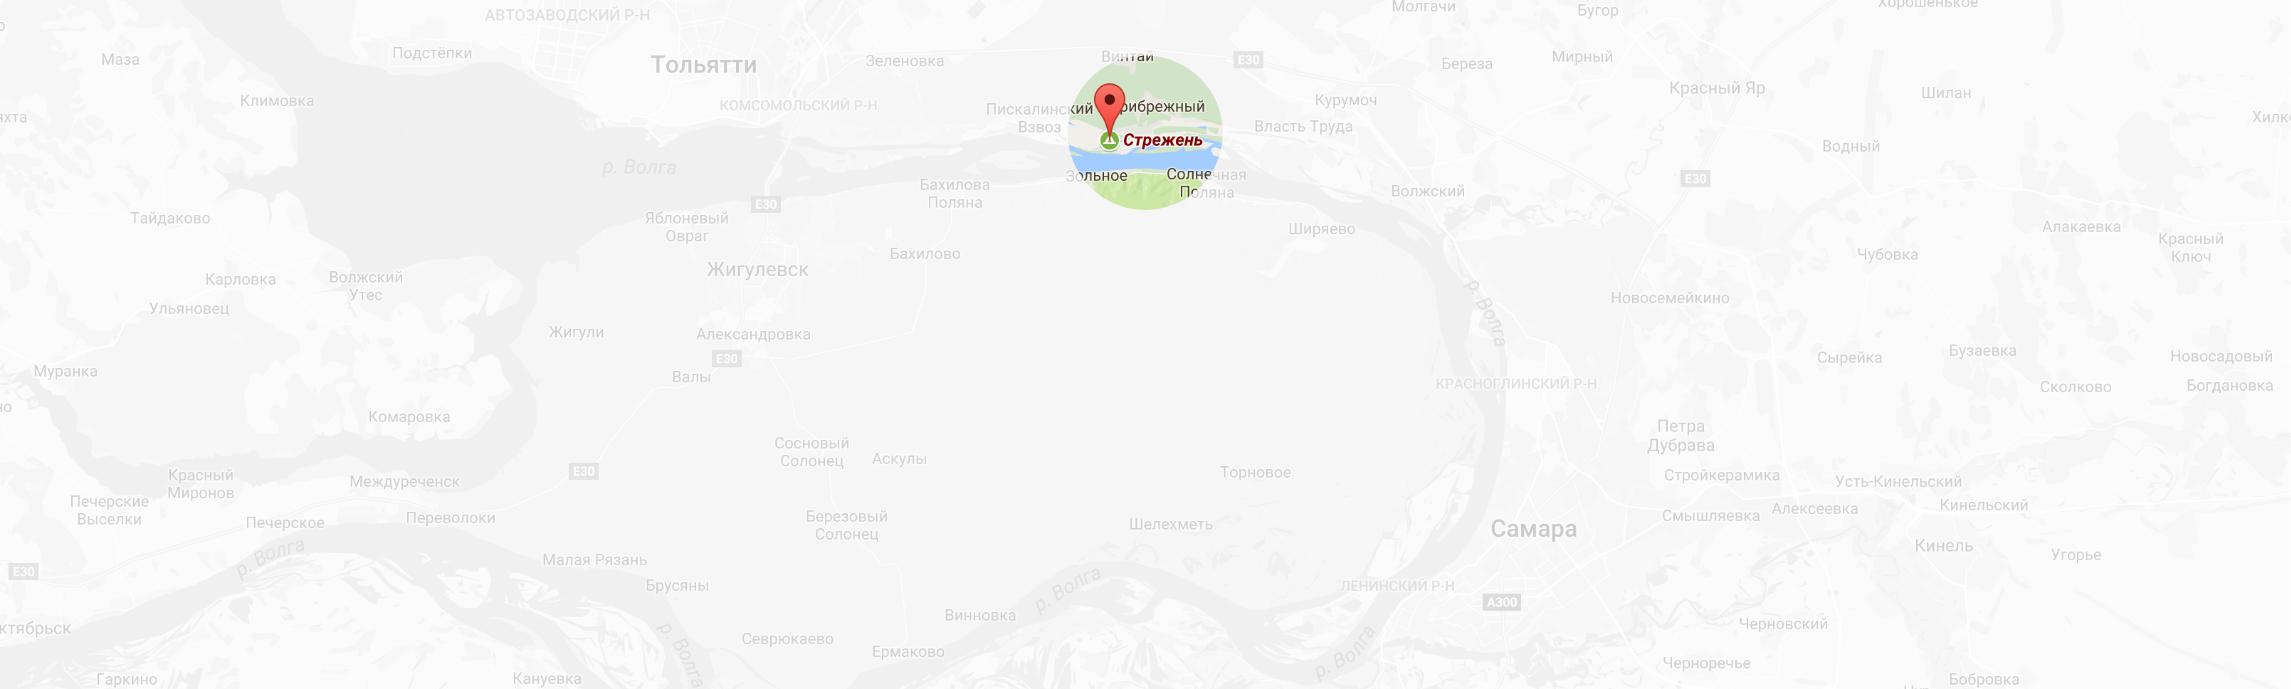 АВТОЗАВОДСКИЙ Р-Н
Молгачи
Бугор
Хорошенькое
Маза
Подстёпки
Тольятти
Зеленовка
Винтай
E30
Береза
Мирный
Красный Яр
Шилан
Климовка
КОМСОМОЛЬСКИЙ Р-Н
Пискалинский
Взвоз
Прибрежный
Курумоч
Власть Труда
Стрежень
Водный
р. Волга
Зольное
Солнечная
Поляна
Бахилова
Поляна
Волжский
E30
E30
Тайдаково
Яблоневый
Овраг
Ширяево
Алакаевка
Красный
Ключ
Бахилово
Чубовка
Карловка
Волжский
Утес
Жигулевск
р. Волга
Новосемейкино
Ульяновец
Жигули
Александровка
E30
Муранка
Валы
Сырейка
Бузаевка
Новосадовый
КРАСНОГЛИНСКИЙ Р-Н
Сколково
Богдановка
Комаровка
Петра
Дубрава
Сосновый
Солонец
Аскулы
E30
Торновое
Красный
Миронов
Междуреченск
Стройкерамика
Усть-Кинельский
Печерские
Выселки
Печерское
Переволоки
Березовый
Солонец
Шелехметь
Самара
Смышляевка
Алексеевка
Кинельский
р. Волга
E30
Малая Рязань
Брусяны
Кинель
Угорье
р. Волга
ЛЕНИНСКИЙ Р-Н
A300
Винновка
ктябрьск
р. Волга
Севрюкаево
Ермаково
р. Волга
Черновский
Черноречье
Гаркино
Кануевка
Бобровка